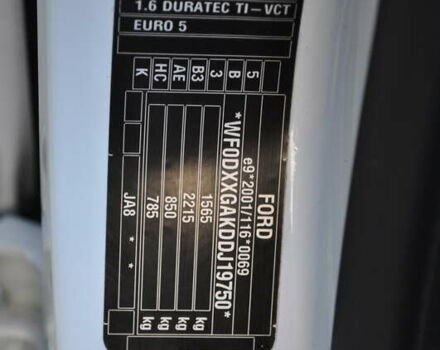 1.6 DURATEC TI-VCT
EURO 5
FORD
e9*2001/116*0069
*WF0DXXGAKDDJ19750*
1565 kg
2215 kg
850 kg
785 kg
JA8 * *
5
B
3
B3
AE
HC
K